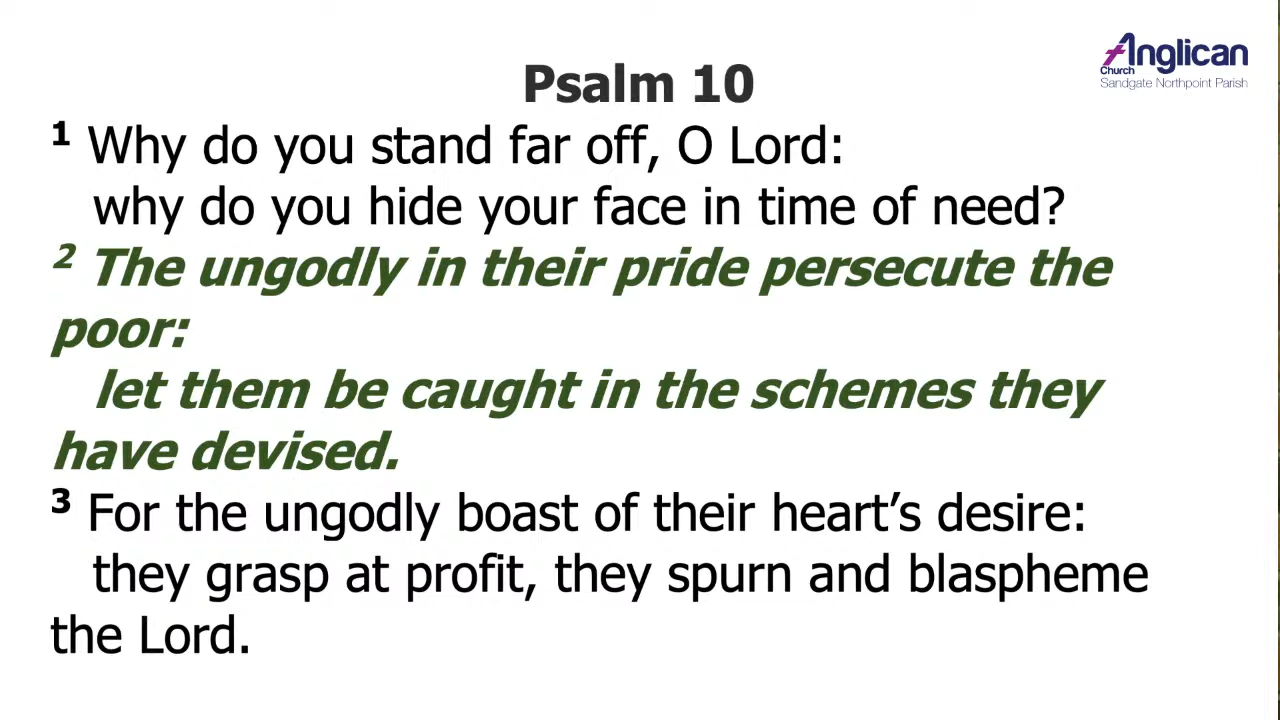 Anglican
Church
Sandgate Northpoint Parish
Psalm 10
1 Why do you stand far off, O Lord:
why do you hide your face in time of need?
2 The ungodly in their pride persecute the
poor:
let them be caught in the schemes they
have devised.
3 For the ungodly boast of their heart’s desire:
they grasp at profit, they spurn and blaspheme
the Lord.